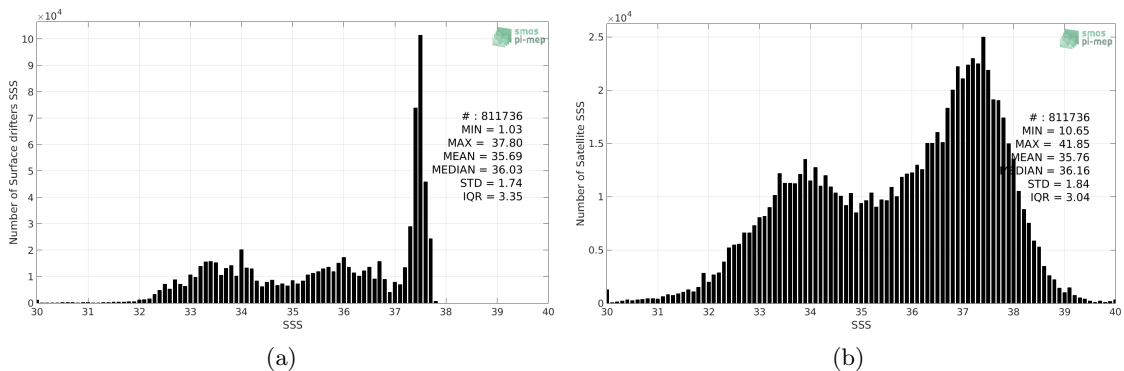 ×10⁴
10
9
8
7
6
5
4
3
2
1
0
Number of Surface drifters SSS
smos
pi-mep
# : 811736
MIN = 1.03
MAX = 37.80
MEAN = 35.69
MEDIAN = 36.03
STD = 1.74
IQR = 3.35
30 31 32 33 34 35 36 37 38 39 40
SSS
(a)
×10⁴
2.5
2
1.5
1
0.5
0
Number of Satellite SSS
smos
pi-mep
# : 811736
MIN = 10.65
MAX = 41.85
MEAN = 35.76
MEDIAN = 36.16
STD = 1.84
IQR = 3.04
30 31 32 33 34 35 36 37 38 39 40
SSS
(b)